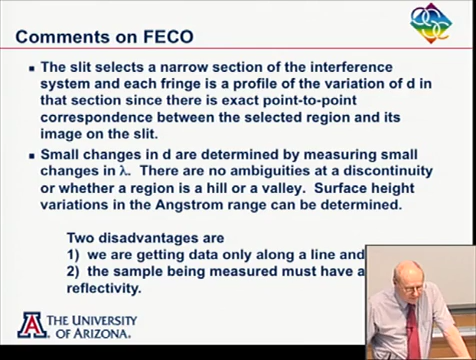 Comments on FECO
The slit selects a narrow section of the interference
system and each fringe is a profile of the variation of d in
that section since there is exact point-to-point
correspondence between the selected region and its
image on the slit.
Small changes in d are determined by measuring small
changes in λ. There are no ambiguities at a discontinuity
or whether a region is a hill or a valley. Surface height
variations in the Angstrom range can be determined.
Two disadvantages are
1) we are getting data only along a line and
2) the sample being measured must have a
reflectivity.
A
THE UNIVERSITY
OF ARIZONA.